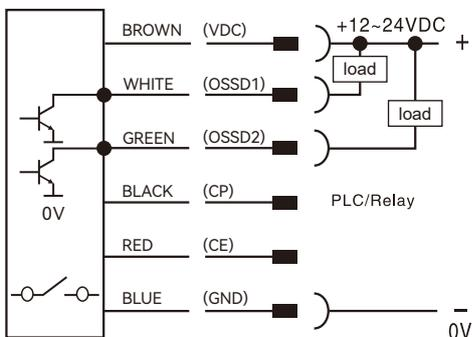 BROWN (VDC) +12~24VDC +
WHITE (OSSD1) load
GREEN (OSSD2) load
0V
BLACK (CP) PLC/Relay
RED (CE)
BLUE (GND) −
0V